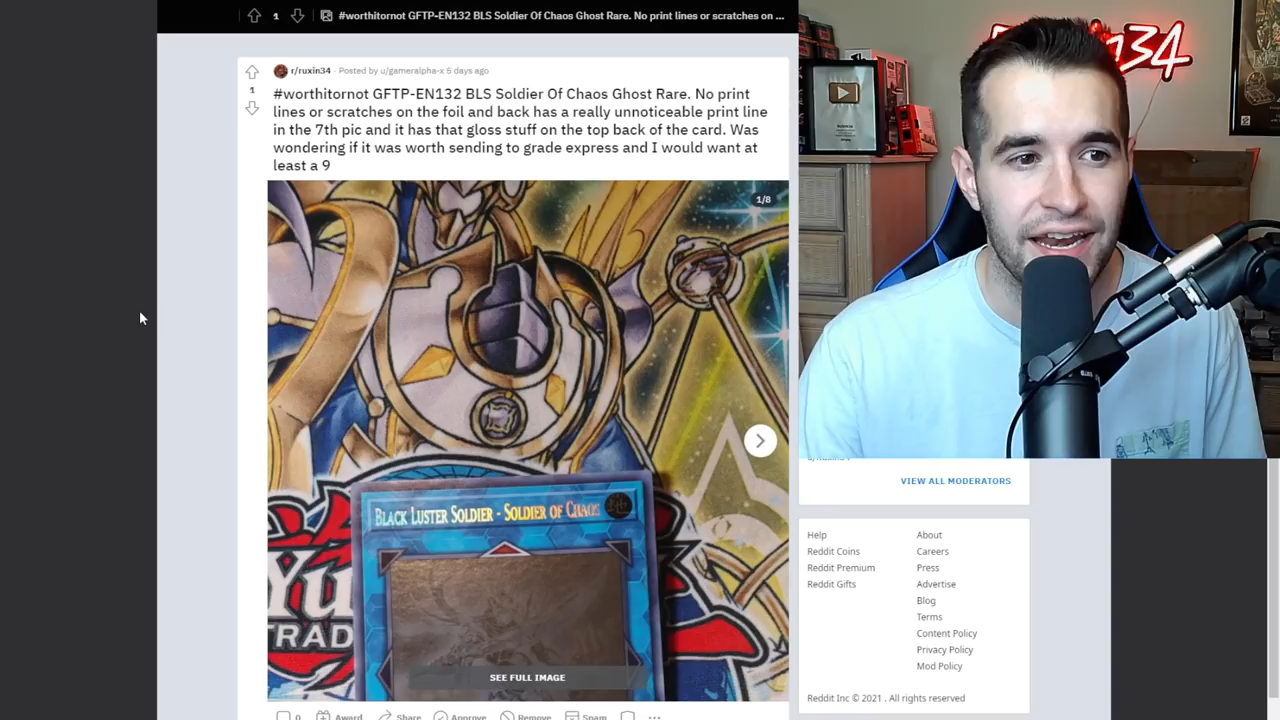 1
#worthitornot GFTP-EN132 BLS Soldier Of Chaos Ghost Rare. No print lines or scratches on ...
r/ruxin34 · Posted by u/gameralpha-x 5 days ago
1
#worthitornot GFTP-EN132 BLS Soldier Of Chaos Ghost Rare. No print
lines or scratches on the foil and back has a really unnoticeable print line
in the 7th pic and it has that gloss stuff on the top back of the card. Was
wondering if it was worth sending to grade express and I would want at
least a 9
1/8
BLACK LUSTER SOLDIER - SOLDIER OF CHAOS
Yu
TRAD
SEE FULL IMAGE
0 Award Share Approve Remove Spam
34
VIEW ALL MODERATORS
Help About
Reddit Coins Careers
Reddit Premium Press
Reddit Gifts Advertise
Blog
Terms
Content Policy
Privacy Policy
Mod Policy
Reddit Inc © 2021 . All rights reserved